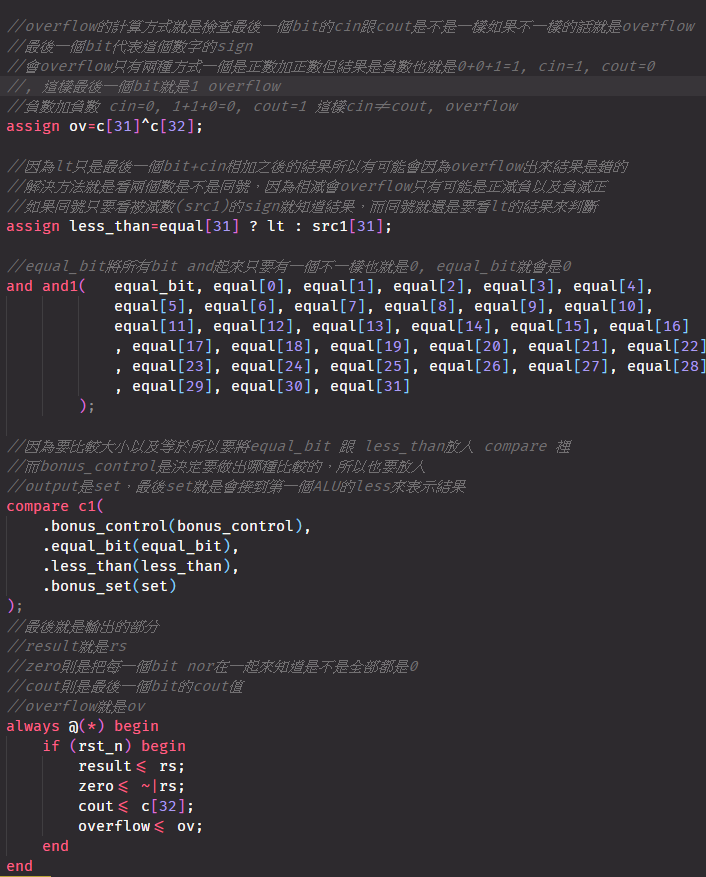 //overflow的計算方式就是檢查最後一個bit的cin跟cout是不是一樣如果不一樣的話就是overflow
//最後一個bit代表這個數字的sign
//會overflow只有兩種方式一個是正數加正數但結果是負數也就是0+0+1=1, cin=1, cout=0
//, 這樣最後一個bit就是1 overflow
//負數加負數 cin=0, 1+1+0=0, cout=1 這樣cin≠cout, overflow
assign ov=c[31]^c[32];
//因為lt只是最後一個bit+cin相加之後的結果所以有可能會因為overflow出來結果是錯的
//解決方法就是看兩個數是不是同號，因為相減會overflow只有可能是正減負以及負減正
//如果同號只要看被減數(src1)的sign就知道結果，而同號就還是要看lt的結果來判斷
assign less_than=equal[31] ? lt : src1[31];
//equal_bit將所有bit and起來只要有一個不一樣也就是0, equal_bit就會是0
and and1(   equal_bit, equal[0], equal[1], equal[2], equal[3], equal[4],
equal[5], equal[6], equal[7], equal[8], equal[9], equal[10],
equal[11], equal[12], equal[13], equal[14], equal[15], equal[16]
, equal[17], equal[18], equal[19], equal[20], equal[21], equal[22]
, equal[23], equal[24], equal[25], equal[26], equal[27], equal[28]
, equal[29], equal[30], equal[31]
);
//因為要比較大小以及等於所以要將equal_bit 跟 less_than放入 compare 裡
//而bonus_control是決定要做出哪種比較的，所以也要放入
//output是set，最後set就是會接到第一個ALU的less來表示結果
compare c1(
.bonus_control(bonus_control),
.equal_bit(equal_bit),
.less_than(less_than),
.bonus_set(set)
);
//最後就是輸出的部分
//result就是rs
//zero則是把每一個bit nor在一起來知道是不是全部都是0
//cout則是最後一個bit的cout值
//overflow就是ov
always @(*) begin
if (rst_n) begin
result<= rs;
zero<= ~|rs;
cout<= c[32];
overflow<= ov;
end
end